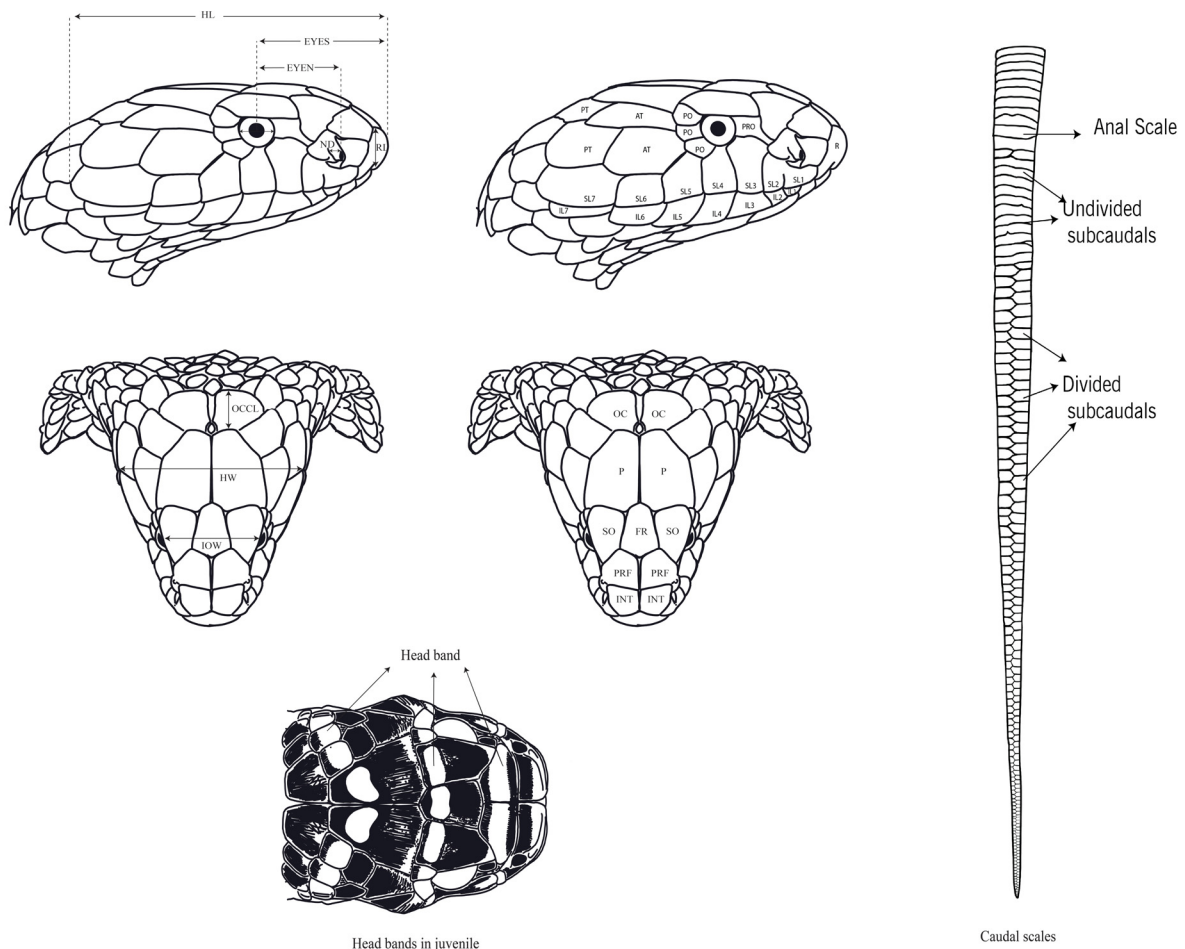 HL
EYES
EYEN
ND
RL
PT
AT
PO
PO
PRO
R
PT
AT
PO
SL7
SL6
SL5
SL4
SL3
SL2
SL1
IL7
IL6
IL5
IL4
IL3
IL2
Anal Scale
Undivided
subcaudals
Divided
subcaudals
OCCL
HW
IOW
OC
OC
P
P
SO
FR
SO
PRF
PRF
INT
INT
Head band
Head bands in juvenile
Caudal scales